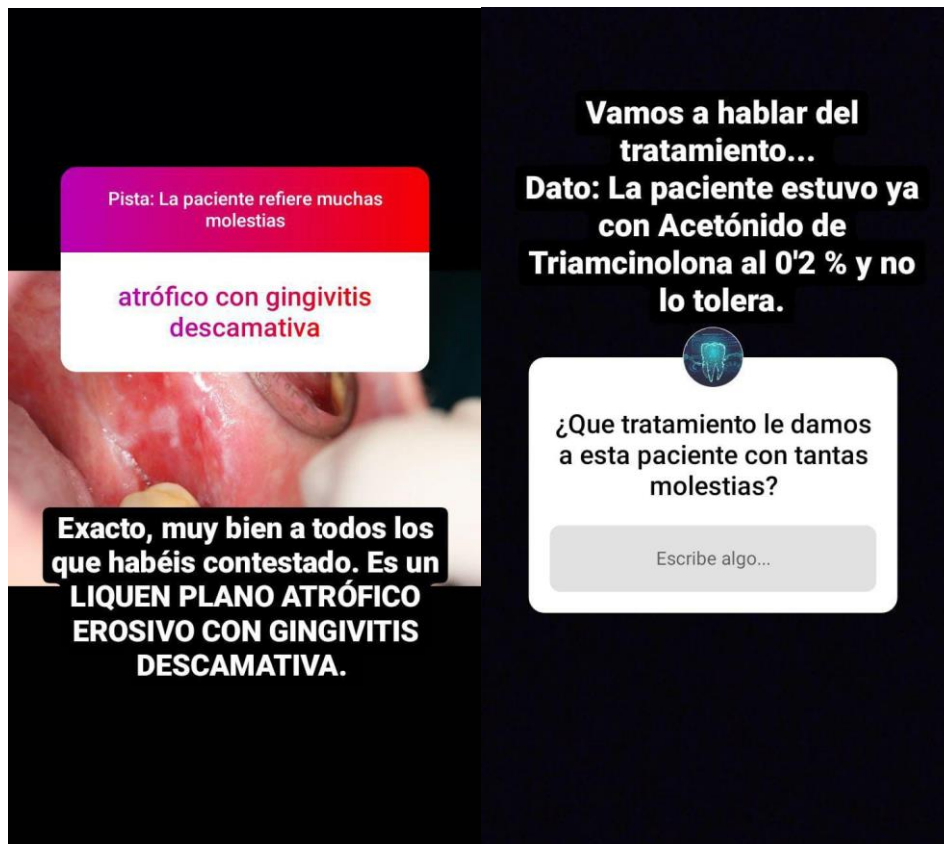 Pista: La paciente refiere muchas
molestias
atrófico con gingivitis
descamativa
Exacto, muy bien a todos los
que habéis contestado. Es un
LIQUEN PLANO ATRÓFICO
EROSIVO CON GINGIVITIS
DESCAMATIVA.
Vamos a hablar del
tratamiento...
Dato: La paciente estuvo ya
con Acetónido de
Triamcinolona al 0'2 % y no
lo tolera.
¿Que tratamiento le damos
a esta paciente con tantas
molestias?
Escribe algo...